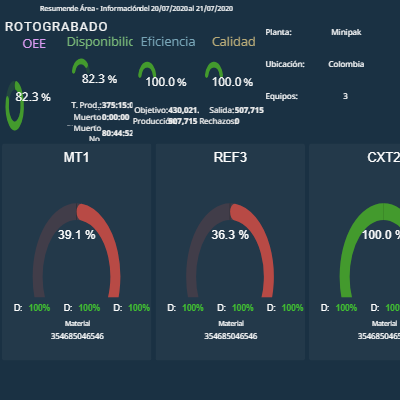 Resumende Área - Informacióndel 20/07/2020al 21/07/2020
ROTOGRABADO
OEE Disponibilic Eficiencia Calidad
Planta: Minipak
82.3 % 82.3 % 100.0 % 100.0 %
Ubicación: Colombia
Equipos: 3
T. Prod.: 375:15:0
Muerto 0:00:00
Muerto
No 80:44:52
Objetivo: 430,021. Salida: 507,715
Producció 507,715 Rechazos: 0
MT1 REF3 CXT2
39.1 % 36.3 % 100.0 %
D: 100% D: 100% D: 100% D: 100% D: 100% D: 100% D: 100% D: 100
Material Material Material
354685046546 354685046546 3546850465